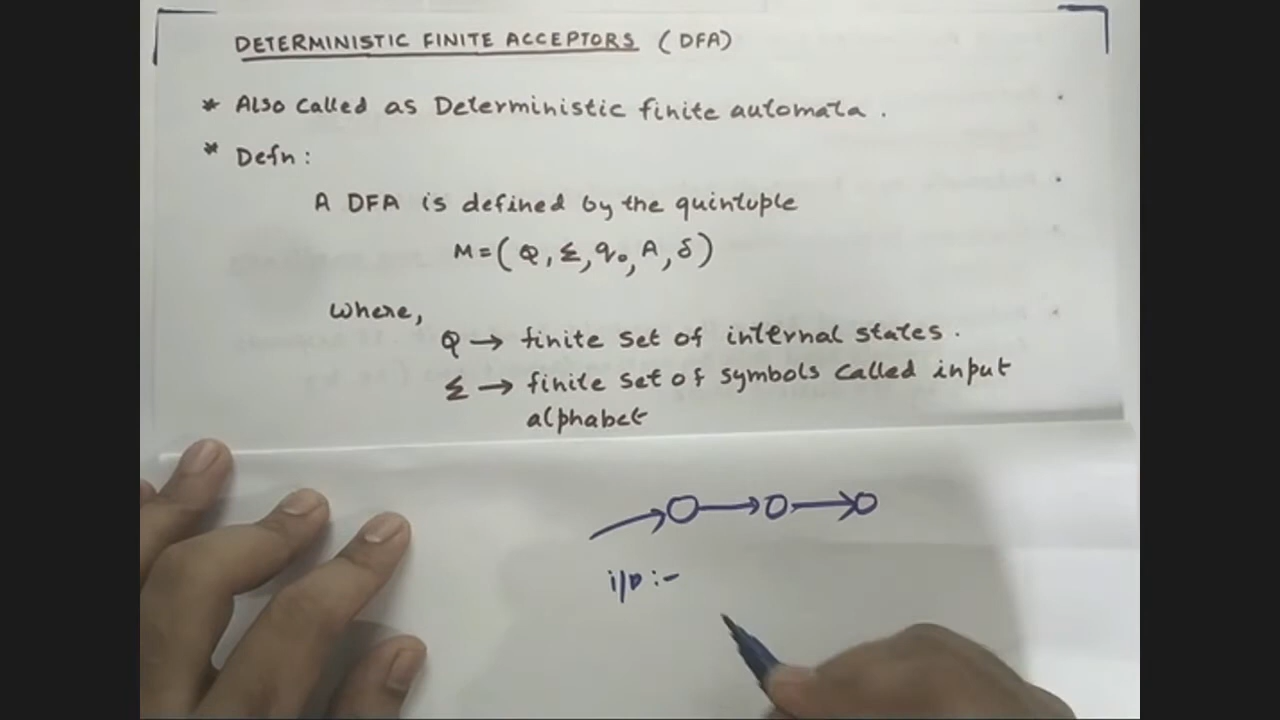 DETERMINISTIC FINITE ACCEPTORS (DFA)
* Also called as Deterministic finite automata.
* Defn:
A DFA is defined by the quintuple
M=(Q, Σ, q₀, A, δ)
where,
Q → finite set of internal states.
Σ → finite set of symbols called input
alphabet
i/p :-